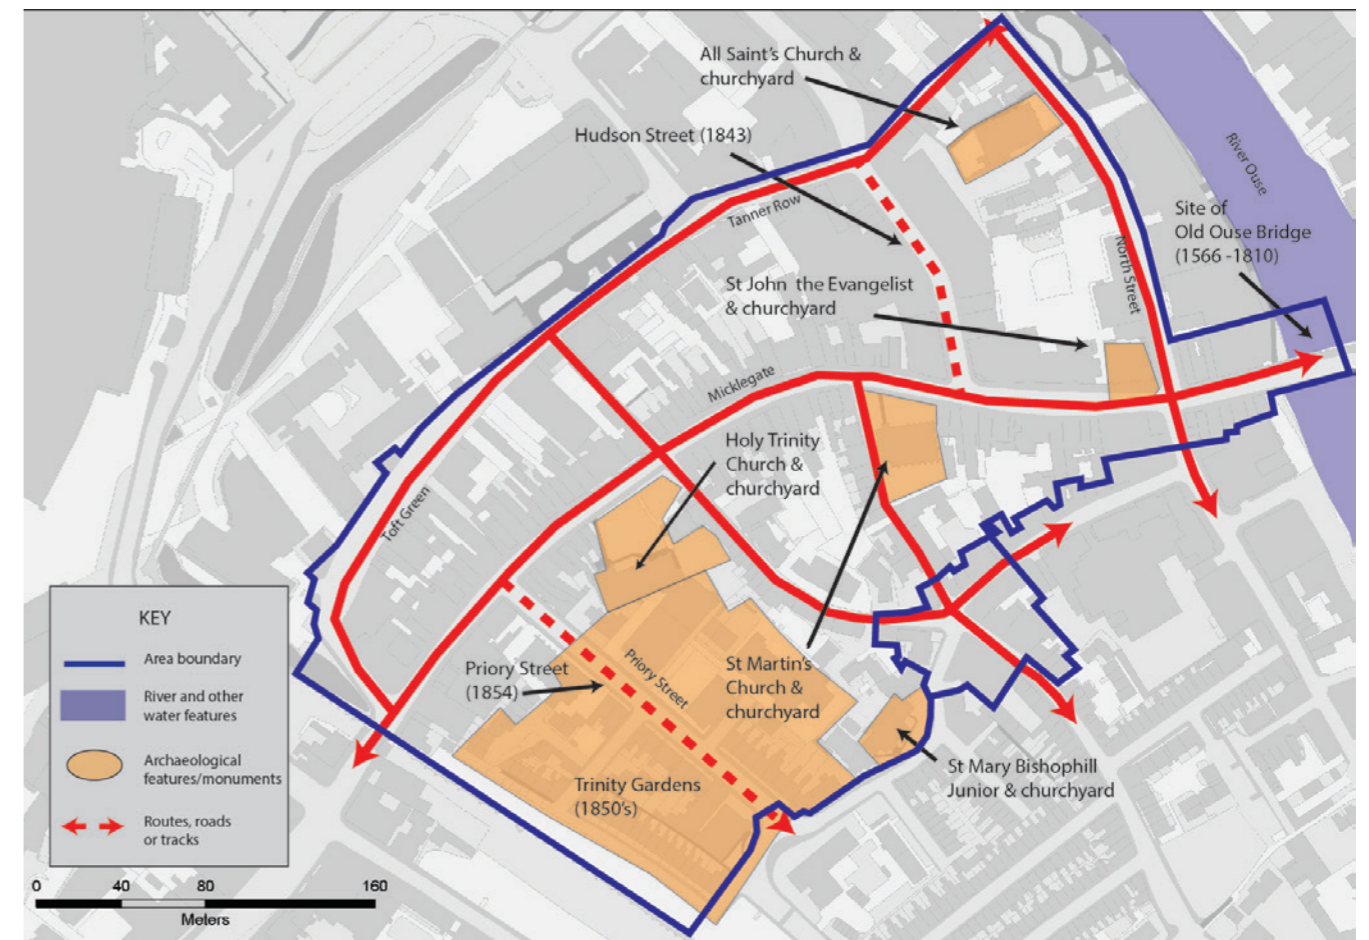 All Saint's Church &
churchyard
Hudson Street (1843)
River Ouse
Site of
Old Ouse Bridge
(1566 -1810)
Tanner Row
North Street
St John  the Evangelist
& churchyard
Micklegate
Holy Trinity
Church &
churchyard
Toft Green
Priory Street
(1854)
Priory Street
St Martin's
Church &
churchyard
Trinity Gardens
(1850's)
St Mary Bishophill
Junior & churchyard
KEY
Area boundary
River and other
water features
Archaeological
features/monuments
Routes, roads
or tracks
0 40 80 160
Meters